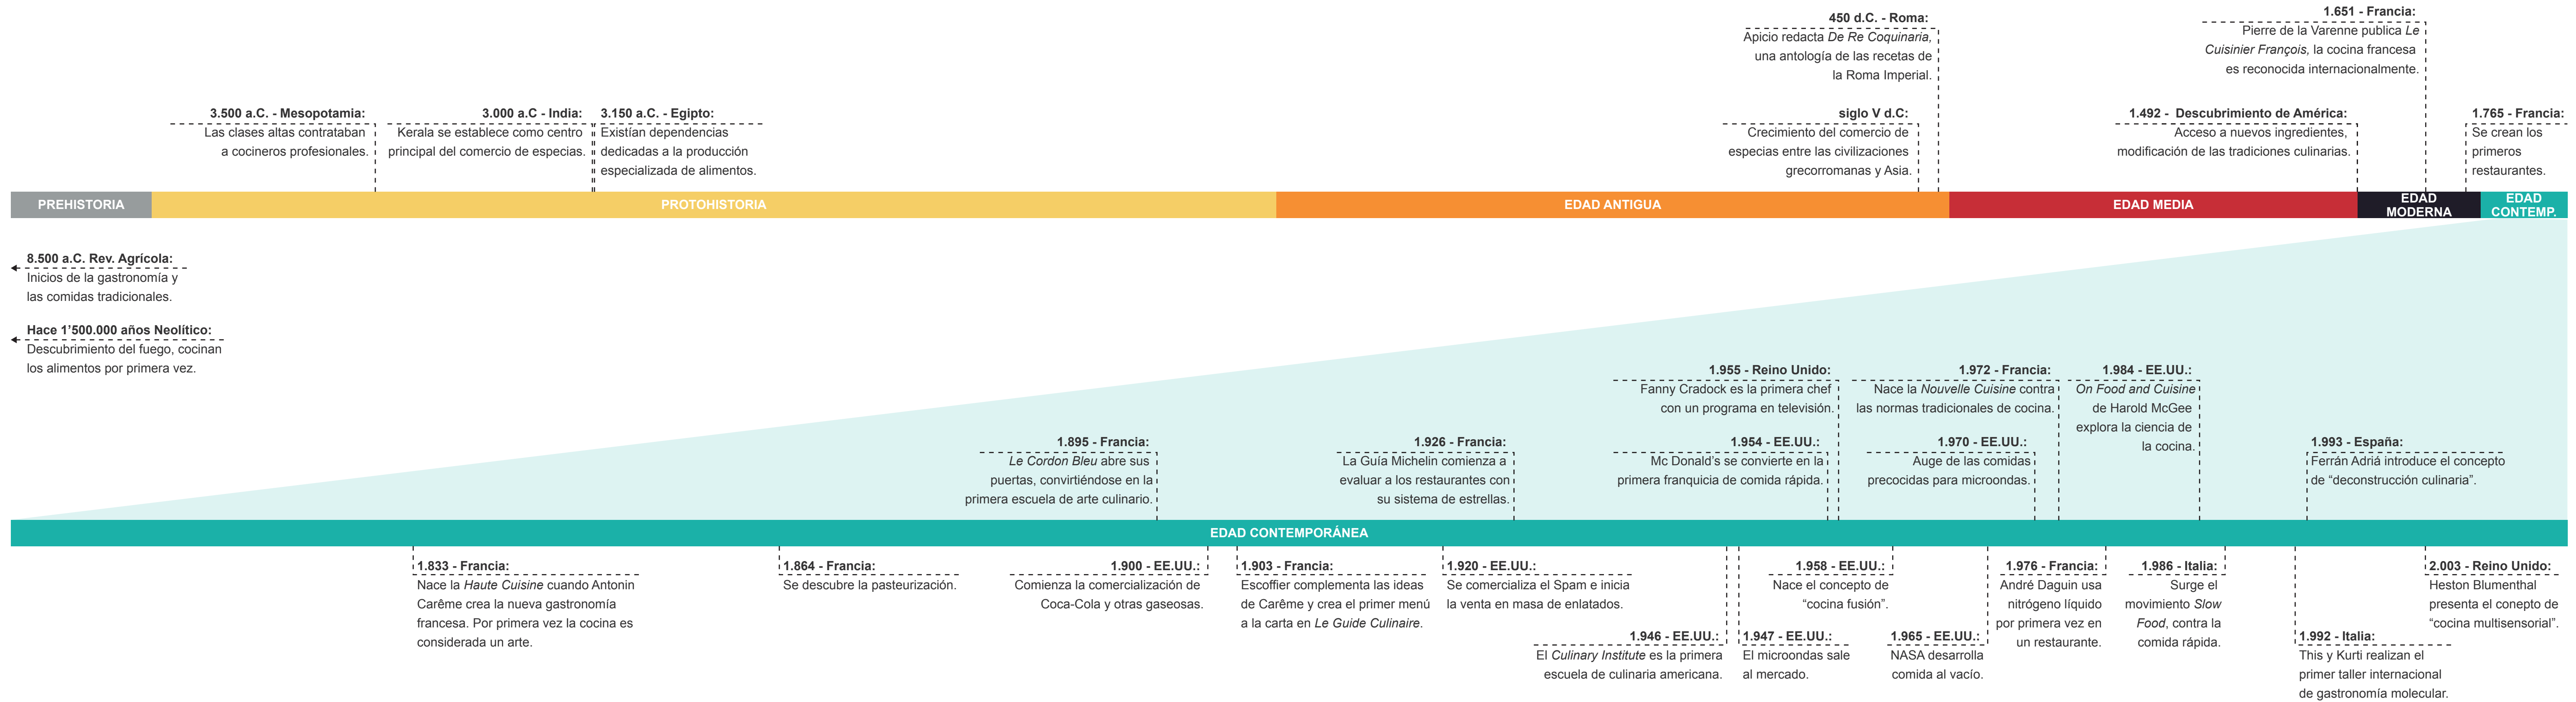 450 d.C. - Roma:
Apicio redacta De Re Coquinaria,
una antología de las recetas de
la Roma Imperial.
1.651 - Francia:
Pierre de la Varenne publica Le
Cuisinier François, la cocina francesa
es reconocida internacionalmente.
3.500 a.C. - Mesopotamia:
Las clases altas contrataban
a cocineros profesionales.
3.000 a.C - India:
Kerala se establece como centro
principal del comercio de especias.
3.150 a.C. - Egipto:
Existían dependencias
dedicadas a la producción
especializada de alimentos.
siglo V d.C:
Crecimiento del comercio de
especias entre las civilizaciones
grecorromanas y Asia.
1.492 - Descubrimiento de América:
Acceso a nuevos ingredientes,
modificación de las tradiciones culinarias.
1.765 - Francia:
Se crean los
primeros
restaurantes.
PREHISTORIA
PROTOHISTORIA
EDAD ANTIGUA
EDAD MEDIA
EDAD
MODERNA
EDAD
CONTEMP.
8.500 a.C. Rev. Agrícola:
Inicios de la gastronomía y
las comidas tradicionales.
Hace 1’500.000 años Neolítico:
Descubrimiento del fuego, cocinan
los alimentos por primera vez.
1.955 - Reino Unido:
Fanny Cradock es la primera chef
con un programa en televisión.
1.972 - Francia:
Nace la Nouvelle Cuisine contra
las normas tradicionales de cocina.
1.984 - EE.UU.:
On Food and Cuisine
de Harold McGee
explora la ciencia de
la cocina.
1.895 - Francia:
Le Cordon Bleu abre sus
puertas, convirtiéndose en la
primera escuela de arte culinario.
1.926 - Francia:
La Guía Michelin comienza a
evaluar a los restaurantes con
su sistema de estrellas.
1.954 - EE.UU.:
Mc Donald’s se convierte en la
primera franquicia de comida rápida.
1.970 - EE.UU.:
Auge de las comidas
precocidas para microondas.
1.993 - España:
Ferrán Adriá introduce el concepto
de “deconstrucción culinaria”.
EDAD CONTEMPORÁNEA
1.833 - Francia:
Nace la Haute Cuisine cuando Antonin
Carême crea la nueva gastronomía
francesa. Por primera vez la cocina es
considerada un arte.
1.864 - Francia:
Se descubre la pasteurización.
1.900 - EE.UU.:
Comienza la comercialización de
Coca-Cola y otras gaseosas.
1.903 - Francia:
Escoffier complementa las ideas
de Carême y crea el primer menú
a la carta en Le Guide Culinaire.
1.920 - EE.UU.:
Se comercializa el Spam e inicia
la venta en masa de enlatados.
1.946 - EE.UU.:
El Culinary Institute es la primera
escuela de culinaria americana.
1.947 - EE.UU.:
El microondas sale
al mercado.
1.958 - EE.UU.:
Nace el concepto de
“cocina fusión”.
1.965 - EE.UU.:
NASA desarrolla
comida al vacío.
1.976 - Francia:
André Daguin usa
nitrógeno líquido
por primera vez en
un restaurante.
1.986 - Italia:
Surge el
movimiento Slow
Food, contra la
comida rápida.
1.992 - Italia:
This y Kurti realizan el
primer taller internacional
de gastronomía molecular.
2.003 - Reino Unido:
Heston Blumenthal
presenta el conepto de
“cocina multisensorial”.